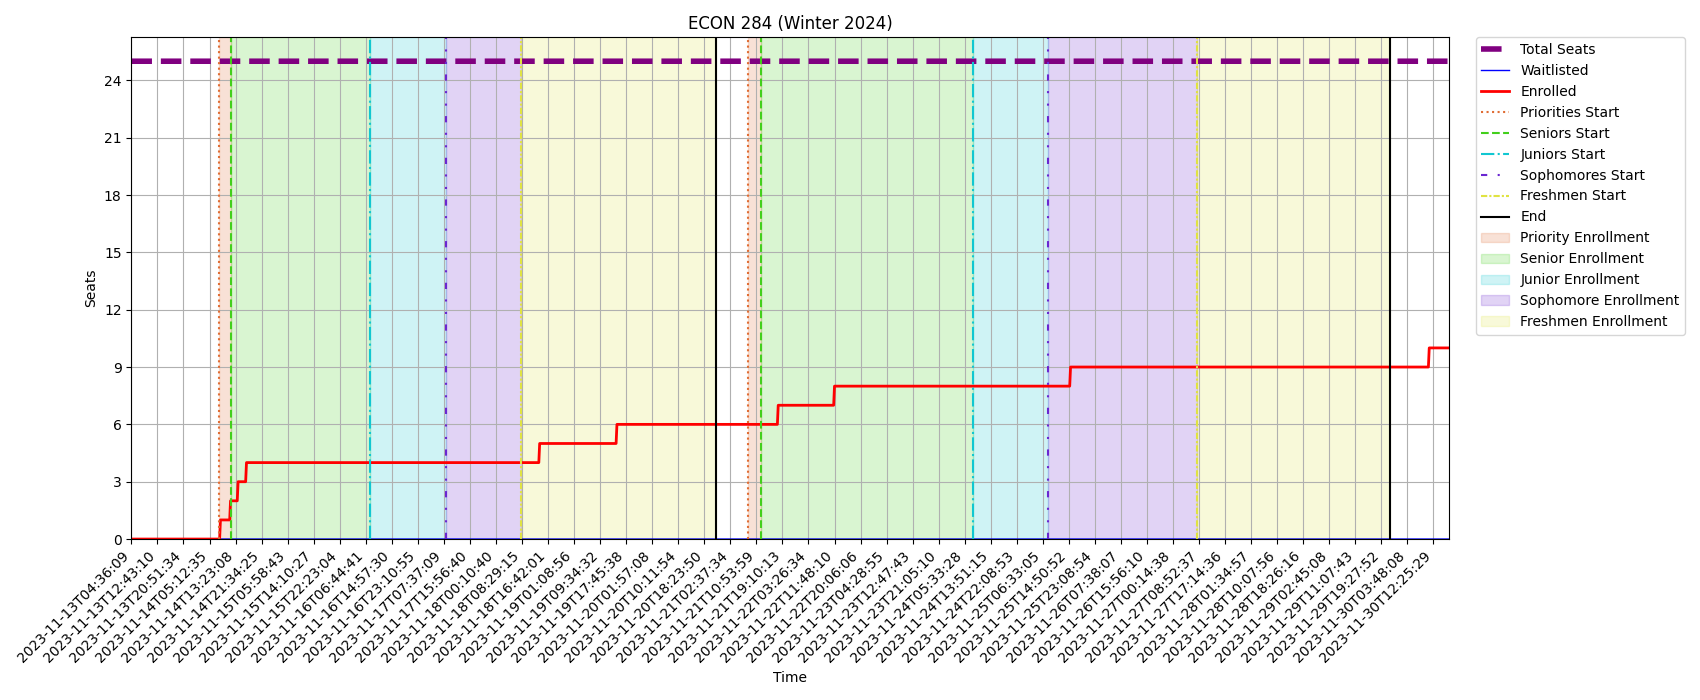 ECON 284 (Winter 2024)
Seats
24
21
18
15
12
9
6
3
0
2023-11-13T04:36:09
2023-11-13T12:43:10
2023-11-13T20:51:34
2023-11-14T05:12:35
2023-11-14T13:23:08
2023-11-14T21:34:25
2023-11-15T05:58:43
2023-11-15T14:10:27
2023-11-15T22:23:04
2023-11-16T06:44:41
2023-11-16T14:57:30
2023-11-16T23:10:55
2023-11-17T07:37:09
2023-11-17T15:56:40
2023-11-18T00:10:40
2023-11-18T08:29:15
2023-11-18T16:42:01
2023-11-19T01:08:56
2023-11-19T09:34:32
2023-11-19T17:45:38
2023-11-20T01:57:08
2023-11-20T10:11:54
2023-11-20T18:23:50
2023-11-21T02:37:34
2023-11-21T10:53:59
2023-11-21T19:10:13
2023-11-22T03:26:34
2023-11-22T11:48:10
2023-11-22T20:06:06
2023-11-23T04:28:55
2023-11-23T12:47:43
2023-11-23T21:05:10
2023-11-24T05:33:28
2023-11-24T13:51:15
2023-11-24T22:08:53
2023-11-25T06:33:05
2023-11-25T14:50:52
2023-11-25T23:08:54
2023-11-26T07:38:07
2023-11-26T15:56:10
2023-11-27T00:14:38
2023-11-27T08:52:37
2023-11-27T17:14:36
2023-11-28T01:34:57
2023-11-28T10:07:56
2023-11-28T18:26:16
2023-11-29T02:45:08
2023-11-29T11:07:43
2023-11-29T19:27:52
2023-11-30T03:48:08
2023-11-30T12:25:29
Time
Total Seats
Waitlisted
Enrolled
Priorities Start
Seniors Start
Juniors Start
Sophomores Start
Freshmen Start
End
Priority Enrollment
Senior Enrollment
Junior Enrollment
Sophomore Enrollment
Freshmen Enrollment